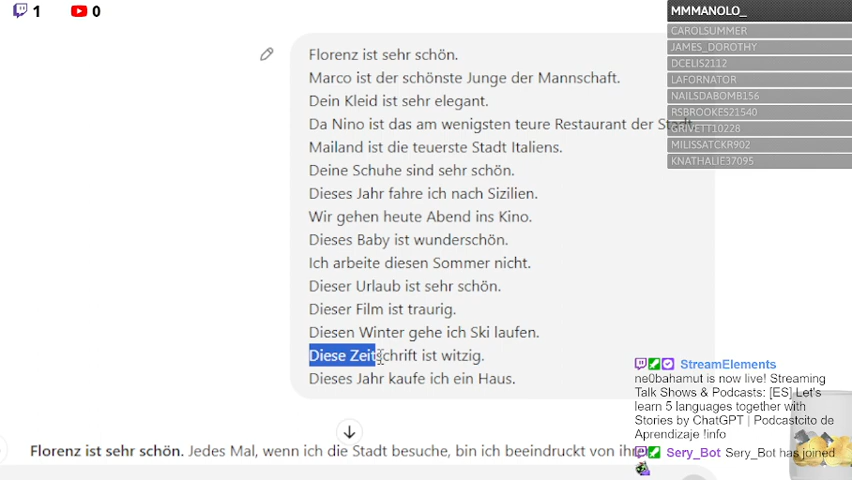 1
0
MMMANOLO_
CAROLSUMMER
JAMES_DOROTHY
DCELIS2112
LAFORNATOR
NAILSDABOMB156
RSBROOKES21540
GRIVETT10228
MILISSATCKR902
KNATHALIE37095
Florenz ist sehr schön.
Marco ist der schönste Junge der Mannschaft.
Dein Kleid ist sehr elegant.
Da Nino ist das am wenigsten teure Restaurant der Stadt.
Mailand ist die teuerste Stadt Italiens.
Deine Schuhe sind sehr schön.
Dieses Jahr fahre ich nach Sizilien.
Wir gehen heute Abend ins Kino.
Dieses Baby ist wunderschön.
Ich arbeite diesen Sommer nicht.
Dieser Urlaub ist sehr schön.
Dieser Film ist traurig.
Diesen Winter gehe ich Ski laufen.
Diese Zeitschrift ist witzig.
Dieses Jahr kaufe ich ein Haus.
Florenz ist sehr schön. Jedes Mal, wenn ich die Stadt besuche, bin ich beeindruckt von
StreamElements
ne0bahamut is now live! Streaming
Talk Shows & Podcasts: [ES] Let's
learn 5 languages together with
Stories by ChatGPT | Podcastcito de
Aprendizaje !info
Sery_Bot Sery_Bot has joined